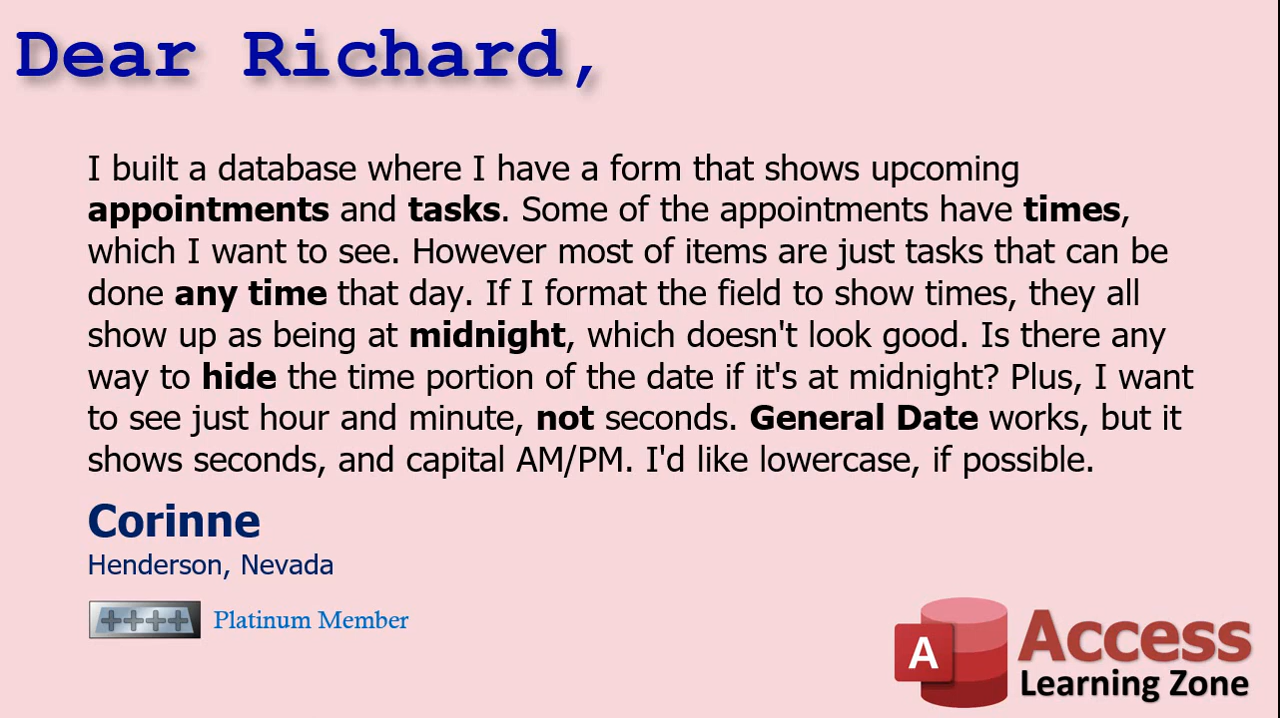 Dear Richard,
I built a database where I have a form that shows upcoming
appointments and tasks. Some of the appointments have times,
which I want to see. However most of items are just tasks that can be
done any time that day. If I format the field to show times, they all
show up as being at midnight, which doesn't look good. Is there any
way to hide the time portion of the date if it's at midnight? Plus, I want
to see just hour and minute, not seconds. General Date works, but it
shows seconds, and capital AM/PM. I'd like lowercase, if possible.
Corinne
Henderson, Nevada
++++ Platinum Member
A Access
Learning Zone